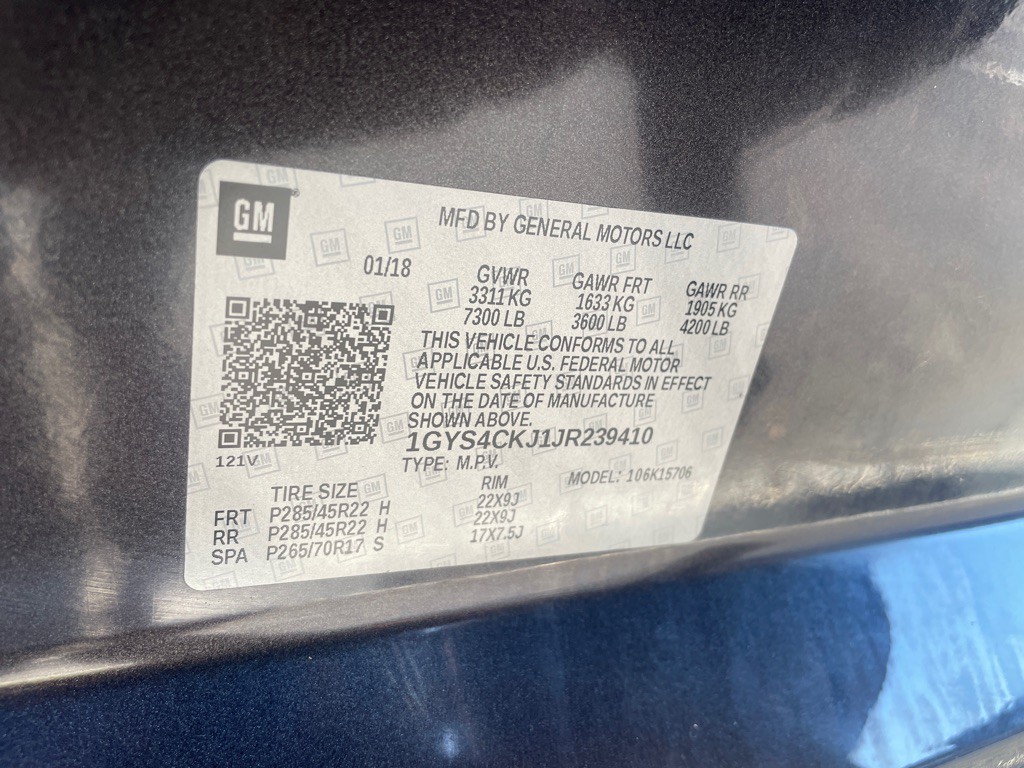 GM
MFD BY GENERAL MOTORS LLC
01/18
GVWR GAWR FRT GAWR RR
3311 KG 1633 KG 1905 KG
7300 LB 3600 LB 4200 LB
THIS VEHICLE CONFORMS TO ALL
APPLICABLE U.S. FEDERAL MOTOR
VEHICLE SAFETY STANDARDS IN EFFECT
ON THE DATE OF MANUFACTURE
SHOWN ABOVE.
1GYS4CKJ1JR239410
121V
TYPE: M.P.V. MODEL: 106K15706
TIRE SIZE RIM
FRT P285/45R22 H 22X9J
RR P285/45R22 H 22X9J
SPA P265/70R17 S 17X7.5J